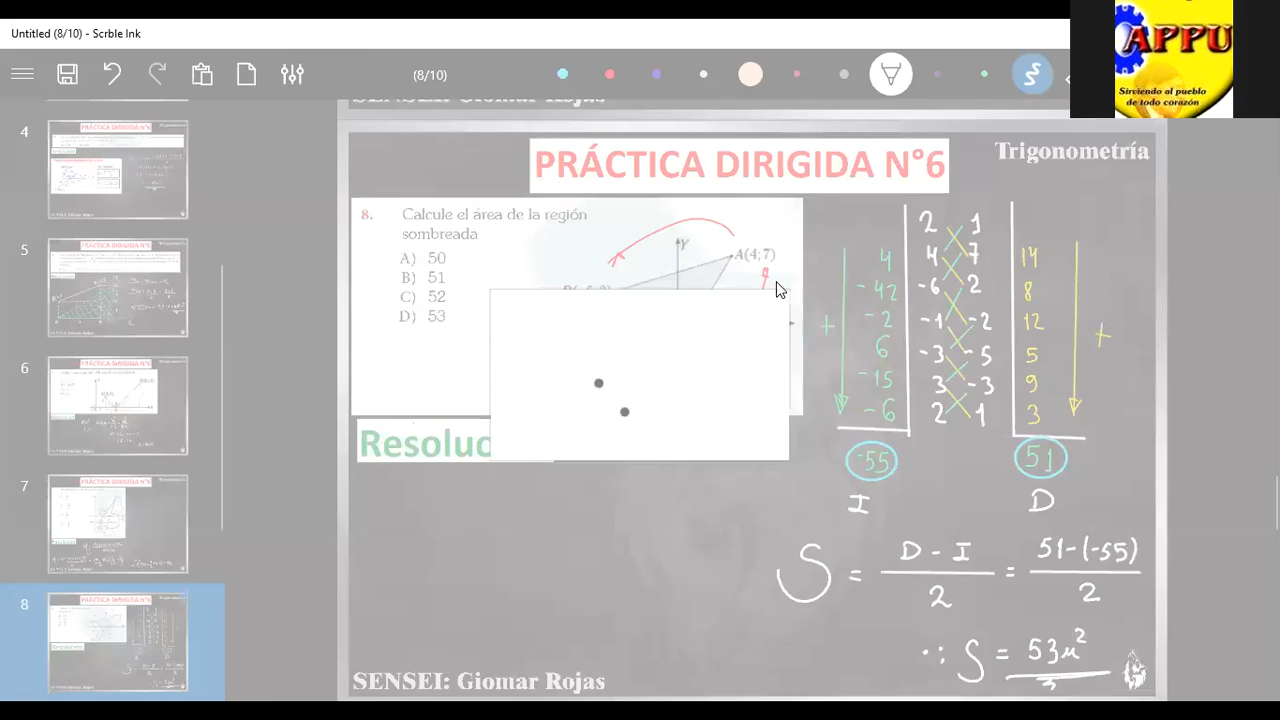 Untitled (8/10) - Scrble Ink
(8/10)
APPU
Sirviendo al pueblo
de todo corazón
4
5
6
7
8
PRÁCTICA DIRIGIDA N°6
Trigonometría
8. Calcule el área de la región
sombreada
A) 50
B) 51
C) 52
D) 53
Y
A(4;7)
2 1
4 4 7 14
-42 -6 2 8
-2 -1 -2 12
6 -3 -5 5
-15 3 -3 9
-6 2 1 3
+ +
-55 51
I D
S = D - I / 2 = 51-(-55) / 2
∴ S = 53 μ²
Resoluc
SENSEI: Giomar Rojas